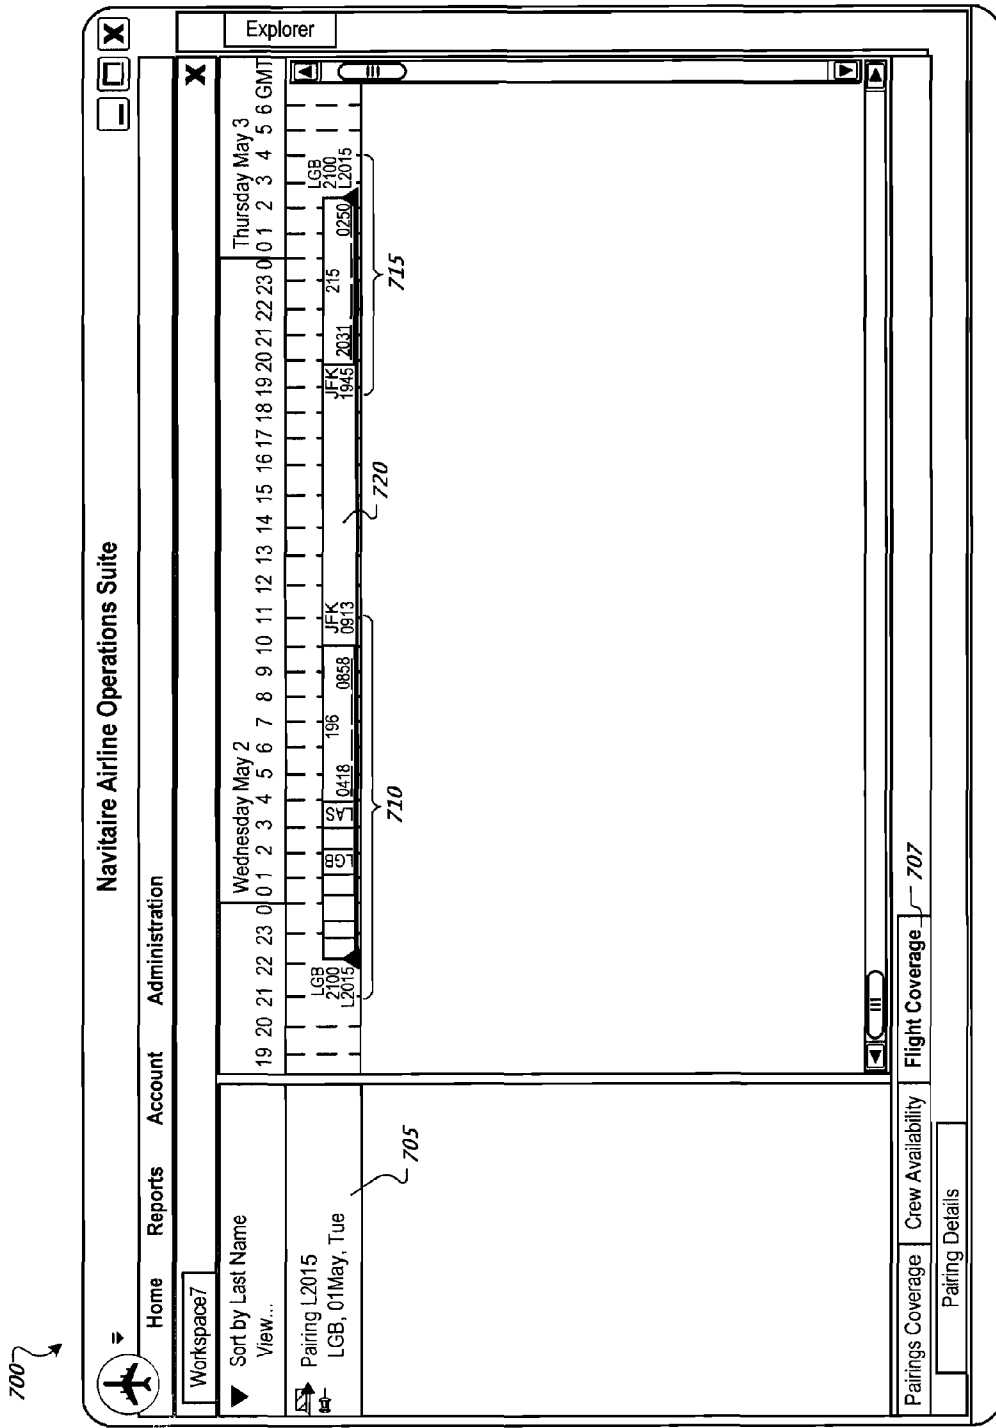 700
Navitaire Airline Operations Suite
Home Reports Account Administration
Workspace7
Explorer
Sort by Last Name
View...
Wednesday May 2
Thursday May 3
19 20 21 22 23 0 01 2 3 4 5 6 7 8 9 10 11 12 13 14 15 16 17 18 19 20 21 22 23 0 01 2 3 4 5 6 GMT
Pairing L2015
LGB, 01May, Tue
705
LGB
2100
L2015
LGB
LAS
0418 196 0858
JFK
0913
JFK
1945
2031 215 0250
LGB
2100
L2015
710
720
715
Pairings Coverage Crew Availability Flight Coverage
707
Pairing Details